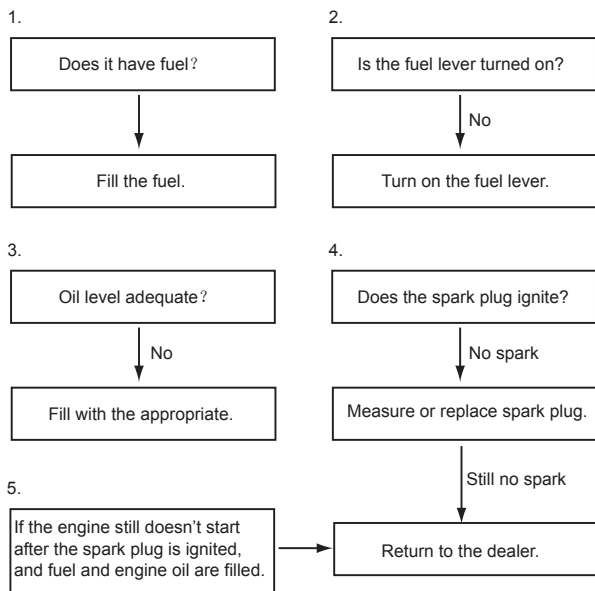 1.
Does it have fuel？
Fill the fuel.
2.
Is the fuel lever turned on?
No
Turn on the fuel lever.
3.
Oil level adequate？
No
Fill with the appropriate.
4.
Does the spark plug ignite?
No spark
Measure or replace spark plug.
Still no spark
Return to the dealer.
5.
If the engine still doesn't start
after the spark plug is ignited,
and fuel and engine oil are filled.